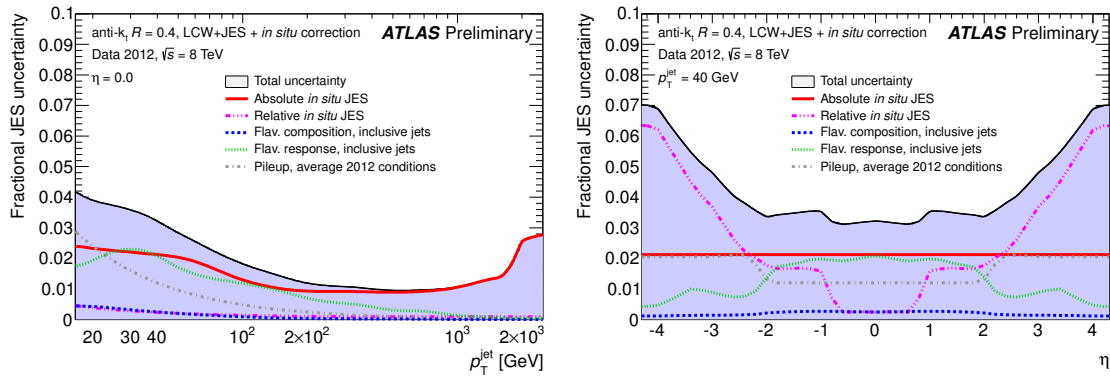 Fractional JES uncertainty
0.1
0.09
0.08
0.07
0.06
0.05
0.04
0.03
0.02
0.01
0
anti-kₜ R = 0.4, LCW+JES + in situ correction
ATLAS Preliminary
Data 2012, √s = 8 TeV
η = 0.0
Total uncertainty
Absolute in situ JES
Relative in situ JES
Flav. composition, inclusive jets
Flav. response, inclusive jets
Pileup, average 2012 conditions
20 30 40 10² 2×10² 10³ 2×10³
p_T^jet [GeV]
Fractional JES uncertainty
0.1
0.09
0.08
0.07
0.06
0.05
0.04
0.03
0.02
0.01
0
anti-kₜ R = 0.4, LCW+JES + in situ correction
ATLAS Preliminary
Data 2012, √s = 8 TeV
p_T^jet = 40 GeV
Total uncertainty
Absolute in situ JES
Relative in situ JES
Flav. composition, inclusive jets
Flav. response, inclusive jets
Pileup, average 2012 conditions
-4 -3 -2 -1 0 1 2 3 4
η